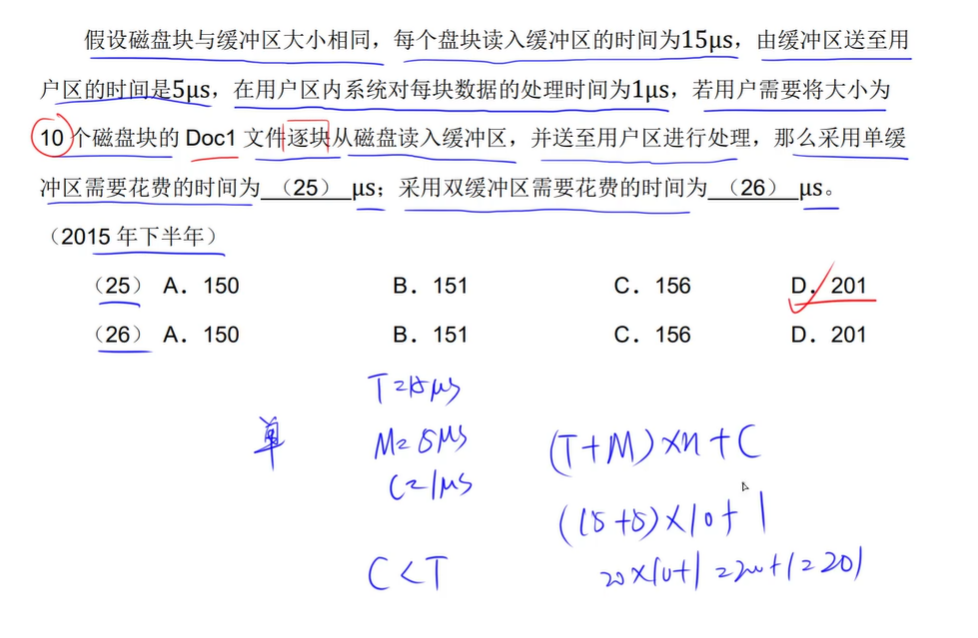 假设磁盘块与缓冲区大小相同，每个盘块读入缓冲区的时间为15μs，由缓冲区送至用
户区的时间是5μs，在用户区内系统对每块数据的处理时间为1μs，若用户需要将大小为
10个磁盘块的 Doc1 文件逐块从磁盘读入缓冲区，并送至用户区进行处理，那么采用单缓
冲区需要花费的时间为 （25） μs；采用双缓冲区需要花费的时间为 （26） μs。
（2015 年下半年）
（25） A．150 B．151 C．156 D．201
（26） A．150 B．151 C．156 D．201
T=15μs
单 M=5μs (T+M)×n+C
C=1μs
(15+5)×10+1
C<T 20×10+1=200+1=201